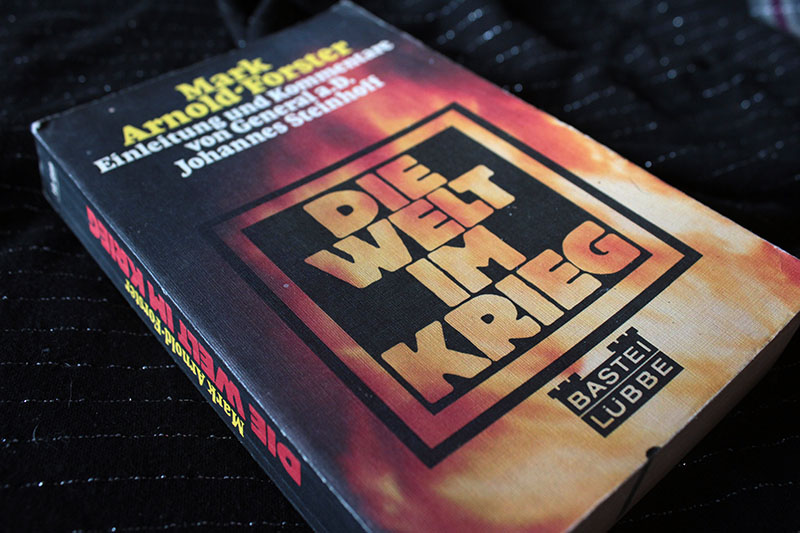 Mark
Arnold-Forster
Einleitung und Kommentare
von General a.D.
Johannes Steinhoff
DIE
WELT
IM
KRIEG
BASTEI
LÜBBE
DIE WELT IM KRIEG
Mark Arnold-Forster